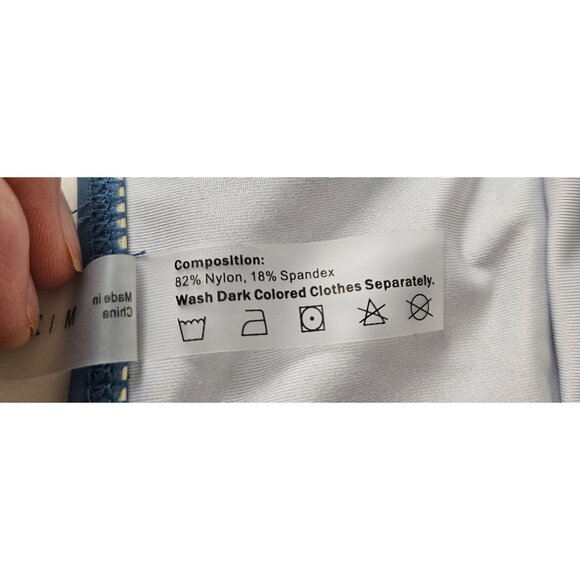 Composition:
82% Nylon, 18% Spandex
Wash Dark Colored Clothes Separately.
Made in
China
M /